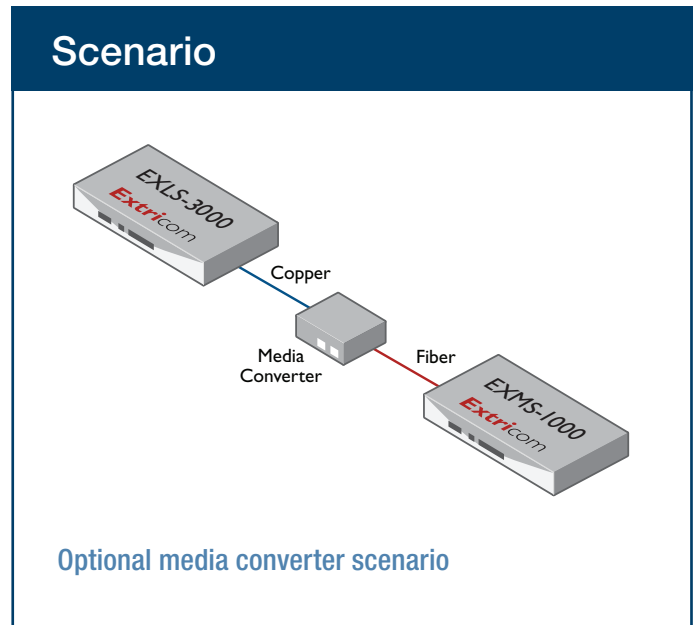 Scenario
EXLS-3000
Extricom
Copper
Media
Converter
Fiber
EXMS-1000
Extricom
Optional media converter scenario